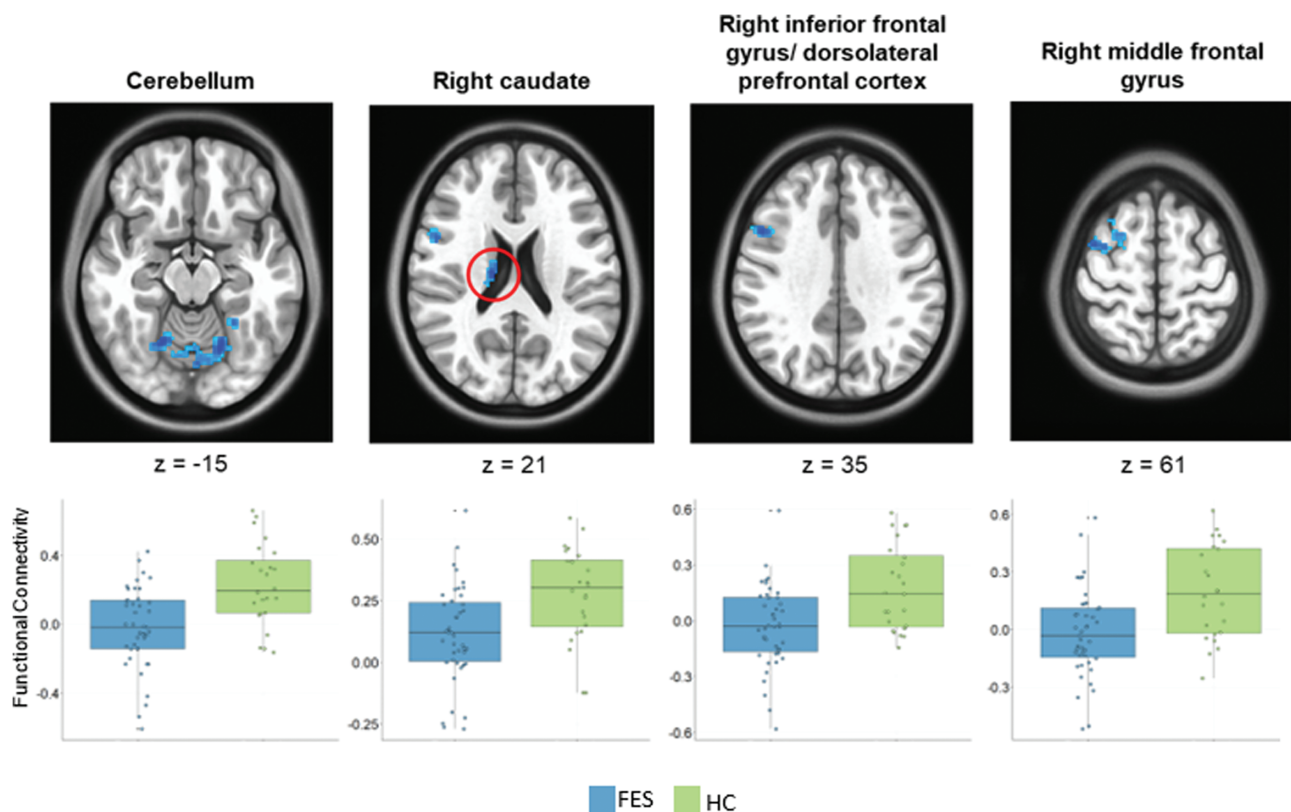 Cerebellum
Right caudate
Right inferior frontal
gyrus/ dorsolateral
prefrontal cortex
Right middle frontal
gyrus
z = -15
z = 21
z = 35
z = 61
Functional Connectivity
0.4
0.0
-0.4
0.50
0.25
0.00
-0.25
0.6
0.3
0.0
-0.3
-0.6
0.6
0.3
0.0
-0.3
FES
HC